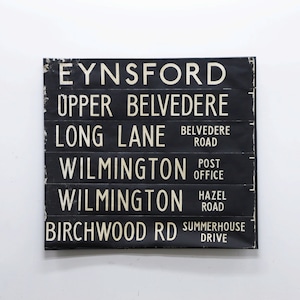 EYNSFORD
UPPER BELVEDERE
LONG LANE BELVEDERE ROAD
WILMINGTON POST OFFICE
WILMINGTON HAZEL ROAD
BIRCHWOOD RD SUMMERHOUSE DRIVE